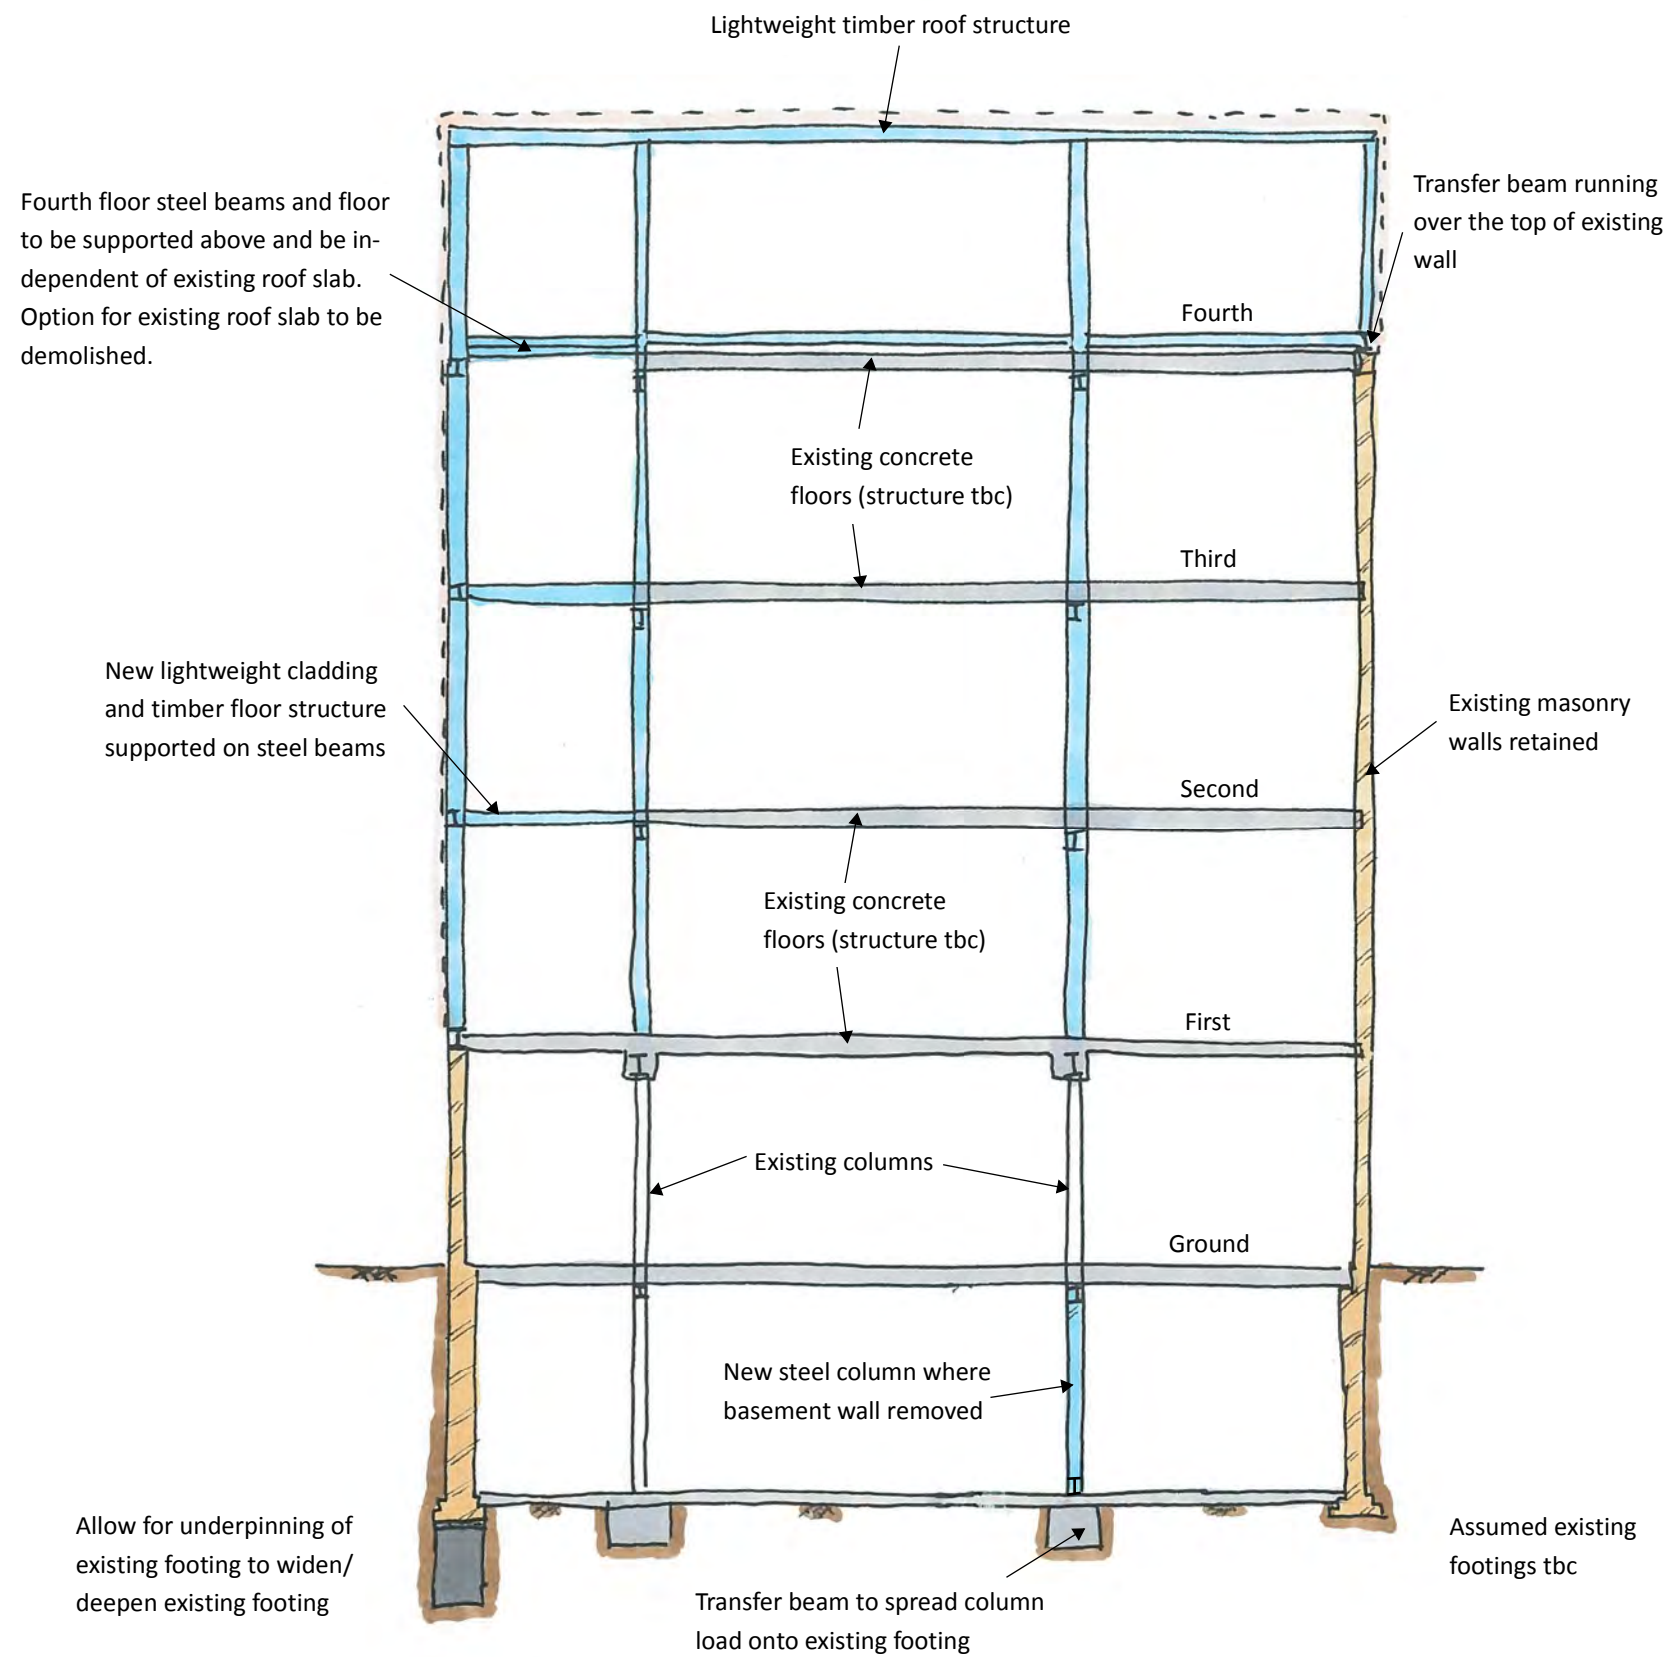 Lightweight timber roof structure
Fourth floor steel beams and floor
to be supported above and be in-
dependent of existing roof slab.
Option for existing roof slab to be
demolished.
Transfer beam running
over the top of existing
wall
Fourth
Existing concrete
floors (structure tbc)
Third
New lightweight cladding
and timber floor structure
supported on steel beams
Existing masonry
walls retained
Second
Existing concrete
floors (structure tbc)
First
Existing columns
Ground
New steel column where
basement wall removed
Allow for underpinning of
existing footing to widen/
deepen existing footing
Assumed existing
footings tbc
Transfer beam to spread column
load onto existing footing